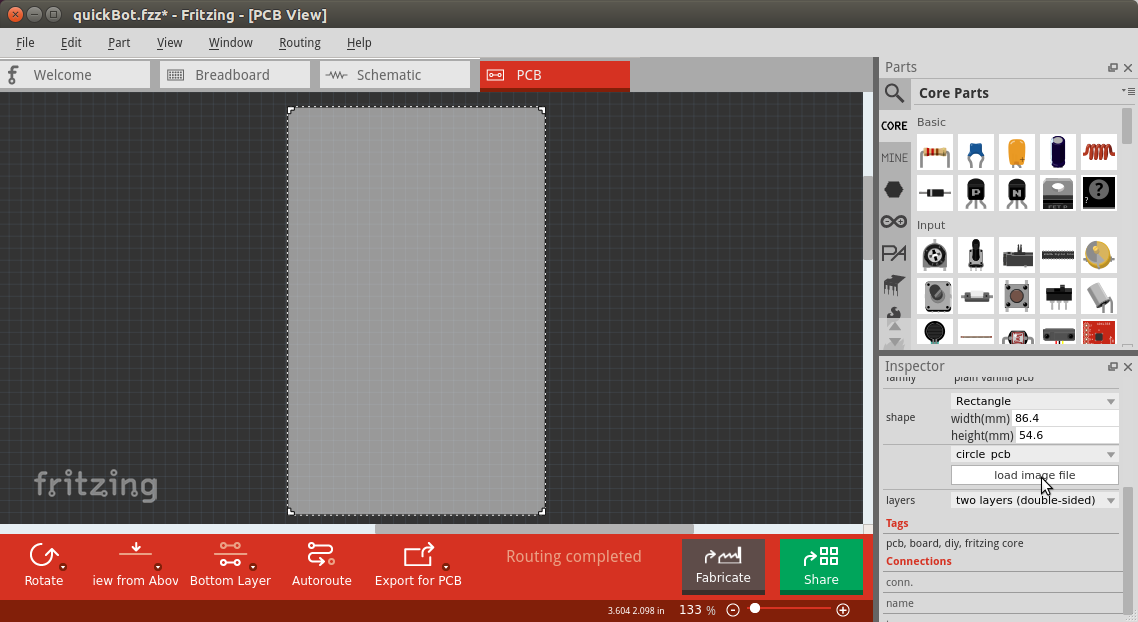 quickBot.fzz* - Fritzing - [PCB View]
File Edit Part View Window Routing Help
Welcome Breadboard Schematic PCB
Parts
Core Parts
CORE
Basic
MINE
P N ?
?
Input
PA
fritzing
Inspector
family plain vanilla pcb
shape Rectangle
width(mm) 86.4
height(mm) 54.6
circle pcb
load image file
layers two layers (double-sided)
Tags
pcb, board, diy, fritzing core
Connections
conn.
name
Routing completed
Rotate iew from Abov Bottom Layer Autoroute Export for PCB Fabricate Share
3.604 2.098 in 133 %